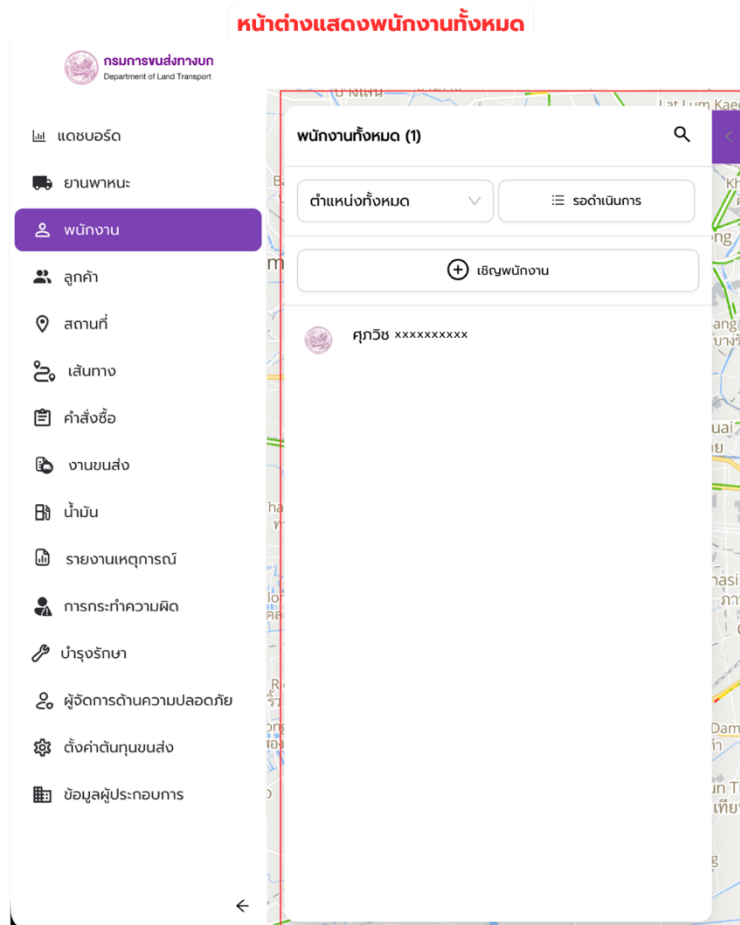 หน้าต่างแสดงพนักงานทั้งหมด
กรมการขนส่งทางบก
Department of Land Transport
แดชบอร์ด
ยานพาหนะ
พนักงาน
ลูกค้า
สถานที่
เส้นทาง
คำสั่งซื้อ
งานขนส่ง
น้ำมัน
รายงานเหตุการณ์
การกระทำความผิด
บำรุงรักษา
ผู้จัดการด้านความปลอดภัย
ตั้งค่าต้นทุนขนส่ง
ข้อมูลผู้ประกอบการ
พนักงานทั้งหมด (1)
ตำแหน่งทั้งหมด
รอดำเนินการ
เชิญพนักงาน
ศุภวิช xxxxxxxxxx
Lat Lum Kaeo